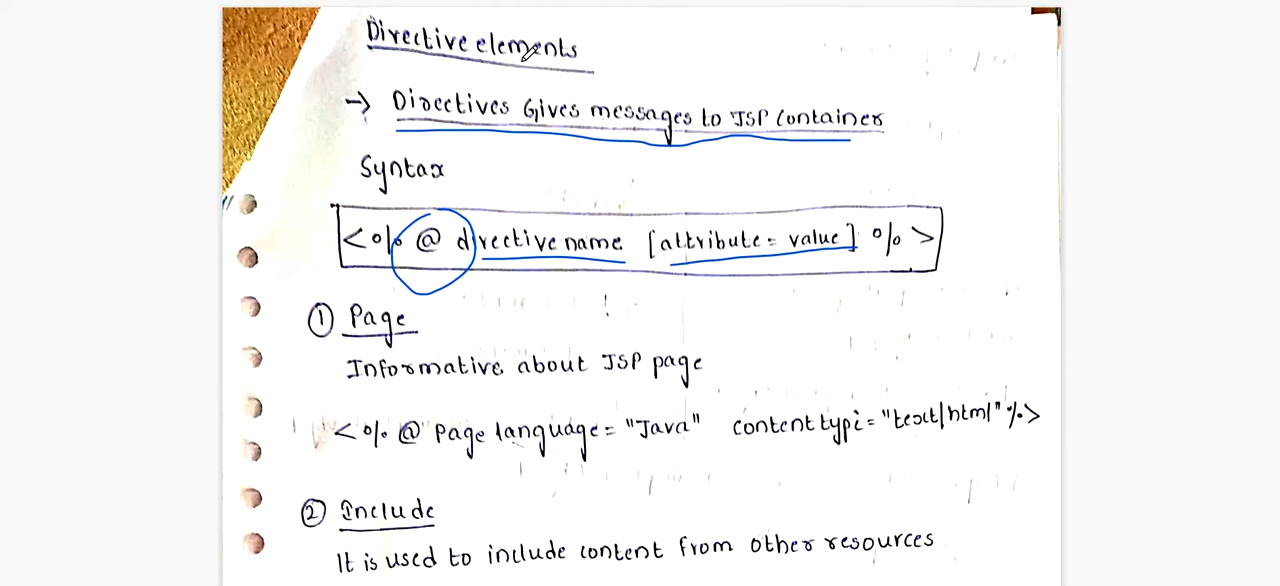 Directive elements
→ Directives Gives messages to JSP Container
Syntax
<% @ directive name [attribute = value] %>
① Page
Informative about JSP page
<% @ Page language = "Java" content type = "text/html" %>
② Include
It is used to include content from other resources